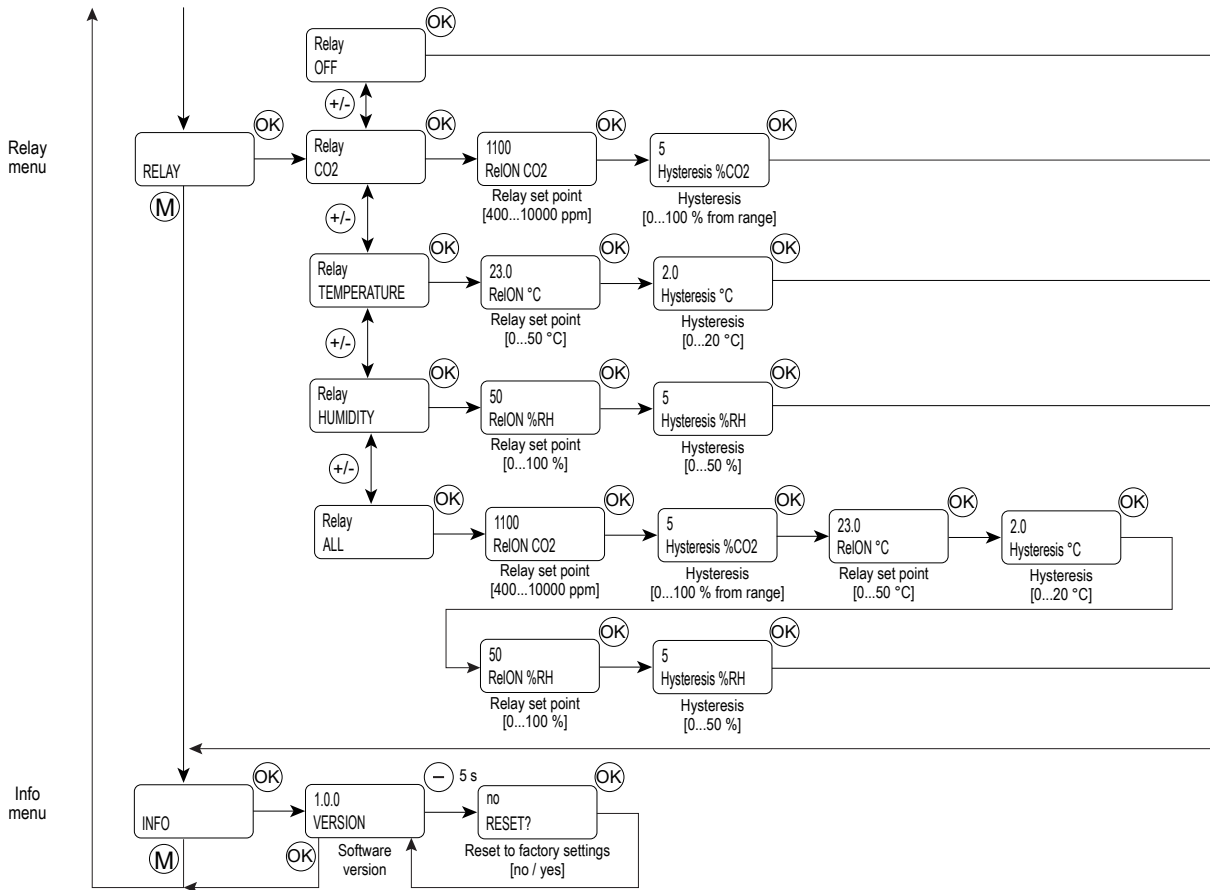 OK
Relay
OFF
+/-
Relay menu
RELAY
OK
M
Relay
CO2
OK
1100
RelON CO2
OK
Relay set point
[400...10000 ppm]
5
Hysteresis %CO2
OK
Hysteresis
[0...100 % from range]
+/-
Relay
TEMPERATURE
OK
23.0
RelON °C
OK
Relay set point
[0...50 °C]
2.0
Hysteresis °C
OK
Hysteresis
[0...20 °C]
+/-
Relay
HUMIDITY
OK
50
RelON %RH
OK
Relay set point
[0...100 %]
5
Hysteresis %RH
OK
Hysteresis
[0...50 %]
+/-
Relay
ALL
OK
1100
RelON CO2
OK
Relay set point
[400...10000 ppm]
5
Hysteresis %CO2
OK
Hysteresis
[0...100 % from range]
23.0
RelON °C
OK
Relay set point
[0...50 °C]
2.0
Hysteresis °C
OK
Hysteresis
[0...20 °C]
50
RelON %RH
OK
Relay set point
[0...100 %]
5
Hysteresis %RH
OK
Hysteresis
[0...50 %]
Info
menu
INFO
OK
M
1.0.0
VERSION
OK
Software
version
− 5 s
no
RESET?
OK
Reset to factory settings
[no / yes]